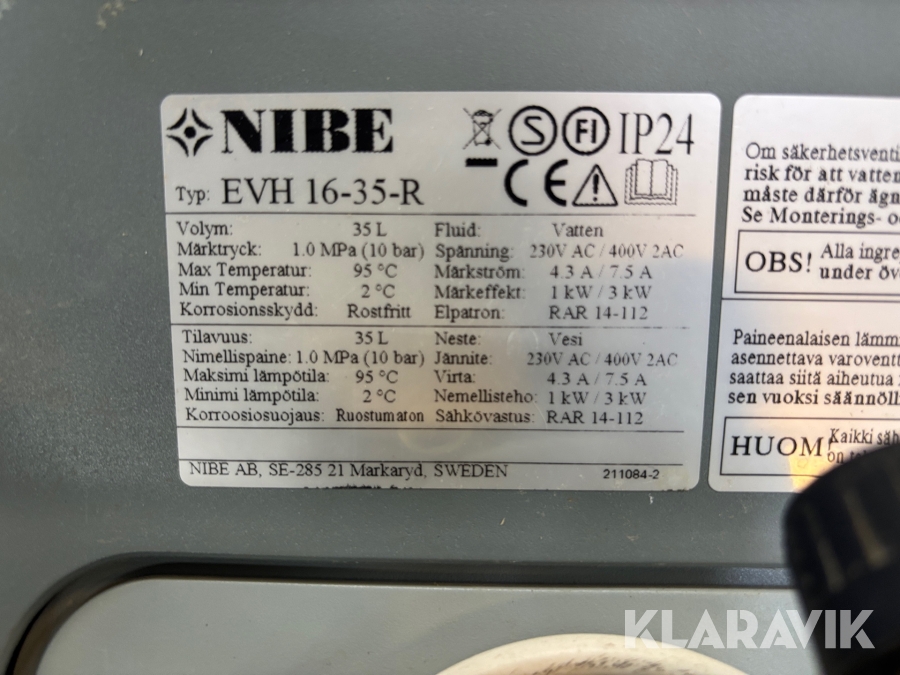 NIBE
S FI IP24
CE
Typ: EVH 16-35-R
Volym: 35 L Fluid: Vatten
Märktryck: 1.0 MPa (10 bar) Spänning: 230V AC / 400V 2AC
Max Temperatur: 95 °C Märkström: 4.3 A / 7.5 A
Min Temperatur: 2 °C Märkeffekt: 1 kW / 3 kW
Korrosionsskydd: Rostfritt Elpatron: RAR 14-112
Tilavuus: 35 L Neste: Vesi
Nimellispaine: 1.0 MPa (10 bar) Jännite: 230V AC / 400V 2AC
Maksimi lämpötila: 95 °C Virta: 4.3 A / 7.5 A
Minimi lämpötila: 2 °C Nemellisteho: 1 kW / 3 kW
Korroosiosuojaus: Ruostumaton Sähkövastus: RAR 14-112
NIBE AB, SE-285 21 Markaryd, SWEDEN 211084-2
Om säkerhetsventi
risk för att vatten
måste därför ägn
Se Monterings- o
OBS! Alla ingre
under öve
Paineenalaisen lämm
asennettava varovent
saattaa siitä aiheutua
sen vuoksi säännöll
HUOM! Kaikki säh
on
KLARAVIK